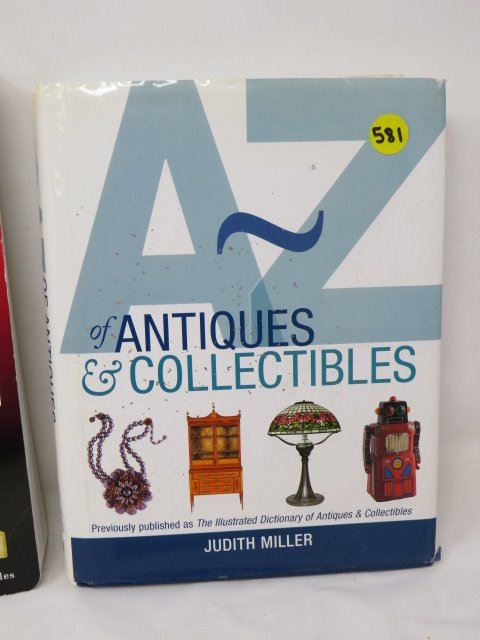 A~Z
581
of ANTIQUES
& COLLECTIBLES
Previously published as The Illustrated Dictionary of Antiques & Collectibles
JUDITH MILLER